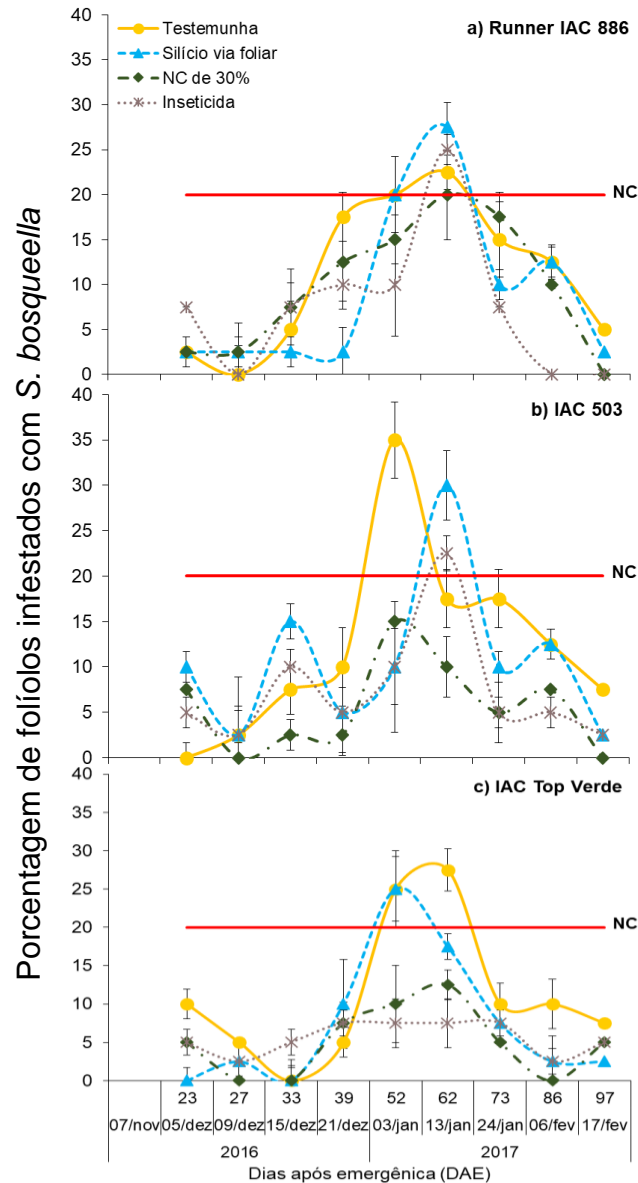 Porcentagem de folíolos infestados com S. bosqueella
40
35
30
25
20
15
10
5
0
Testemunha
Silício via foliar
NC de 30%
Inseticida
a) Runner IAC 886
NC
40
35
30
25
20
15
10
5
0
b) IAC 503
NC
40
35
30
25
20
15
10
5
0
c) IAC Top Verde
NC
23 27 33 39 52 62 73 86 97
07/nov 05/dez 09/dez 15/dez 21/dez 03/jan 13/jan 24/jan 06/fev 17/fev
2016 2017
Dias após emergênica (DAE)